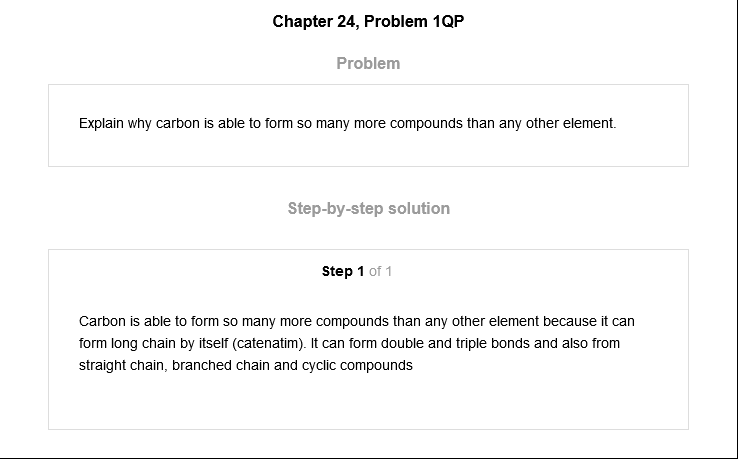 Chapter 24, Problem 1QP
Problem
Explain why carbon is able to form so many more compounds than any other element.
Step-by-step solution
Step 1 of 1
Carbon is able to form so many more compounds than any other element because it can
form long chain by itself (catenatim). It can form double and triple bonds and also from
straight chain, branched chain and cyclic compounds